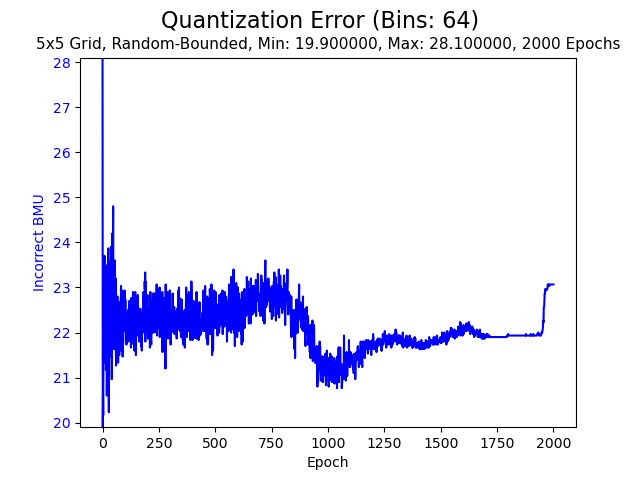 Quantization Error (Bins: 64)
5x5 Grid, Random-Bounded, Min: 19.900000, Max: 28.100000, 2000 Epochs
28
27
26
25
24
23
22
21
20
Incorrect BMU
0 250 500 750 1000 1250 1500 1750 2000
Epoch